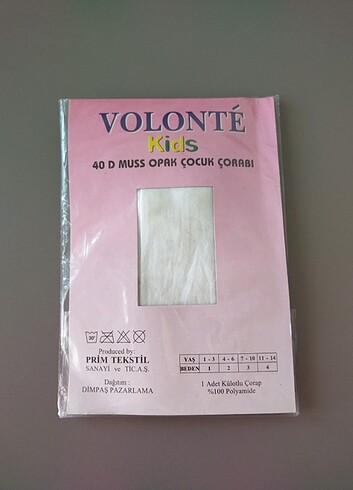 VOLONTÉ
Kids
40 D MUSS OPAK ÇOCUK ÇORABI
30°
Produced by:
PRİM TEKSTİL
SANAYİ ve TİC.A.Ş.
Dağıtım :
DİMPAŞ PAZARLAMA
YAŞ 1 - 3 4 - 6 7 - 10 11 - 14
BEDEN 1 2 3 4
1 Adet Külotlu Çorap
%100 Polyamide